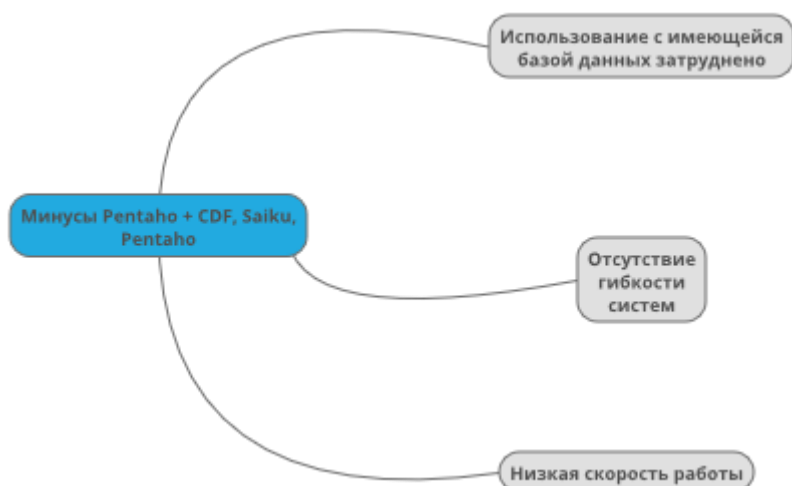 Использование с имеющейся
базой данных затруднено
Минусы Pentaho + CDF, Saiku,
Pentaho
Отсутствие
гибкости
систем
Низкая скорость работы